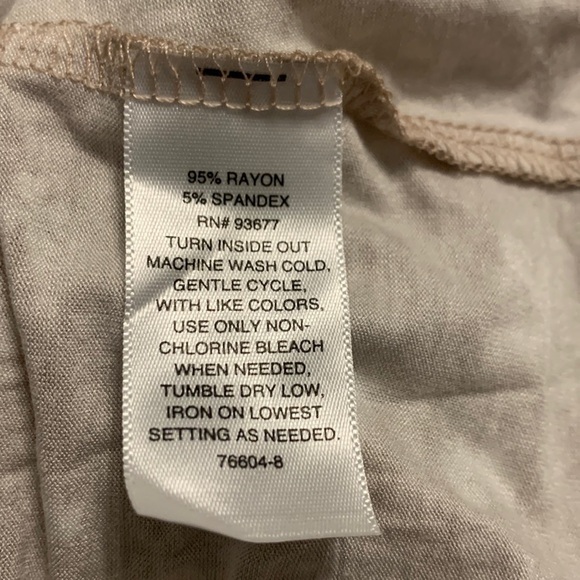 95% RAYON
5% SPANDEX
RN# 93677
TURN INSIDE OUT
MACHINE WASH COLD,
GENTLE CYCLE,
WITH LIKE COLORS,
USE ONLY NON-
CHLORINE BLEACH
WHEN NEEDED,
TUMBLE DRY LOW,
IRON ON LOWEST
SETTING AS NEEDED.
76604-8